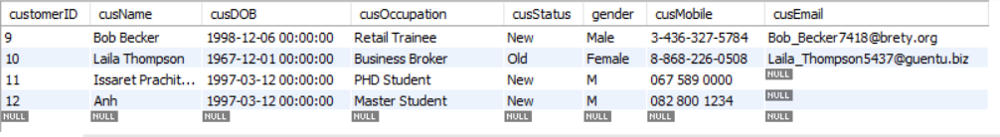 customerID cusName cusDOB cusOccupation cusStatus gender cusMobile cusEmail
9 Bob Becker 1998-12-06 00:00:00 Retail Trainee New Male 3-436-327-5784 Bob_Becker7418@brety.org
10 Laila Thompson 1967-12-01 00:00:00 Business Broker Old Female 8-868-226-0508 Laila_Thompson5437@guentu.biz
11 Issaret Prachit... 1997-03-12 00:00:00 PHD Student New M 067 589 0000 NULL
12 Anh 1997-03-12 00:00:00 Master Student New M 082 800 1234 NULL
NULL NULL NULL NULL NULL NULL NULL NULL